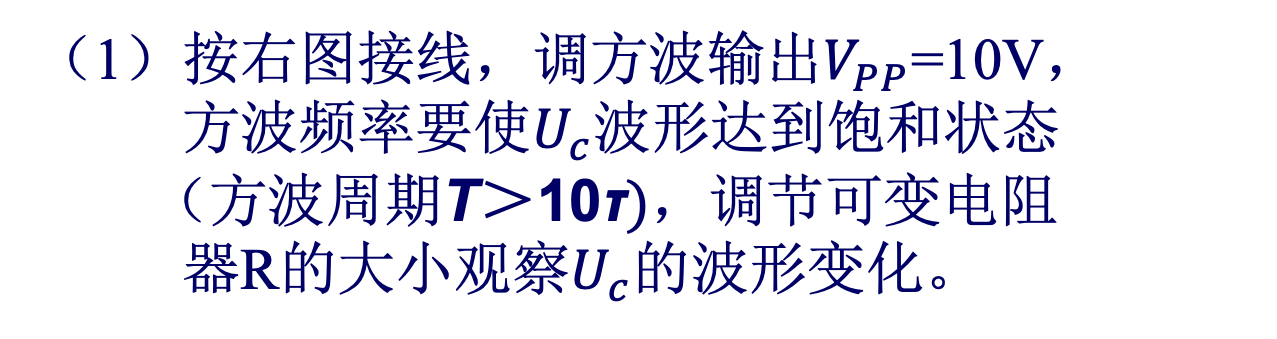 （1）按右图接线，调方波输出V_PP=10V，
方波频率要使U_c波形达到饱和状态
（方波周期T＞10τ)，调节可变电阻
器R的大小观察U_c的波形变化。